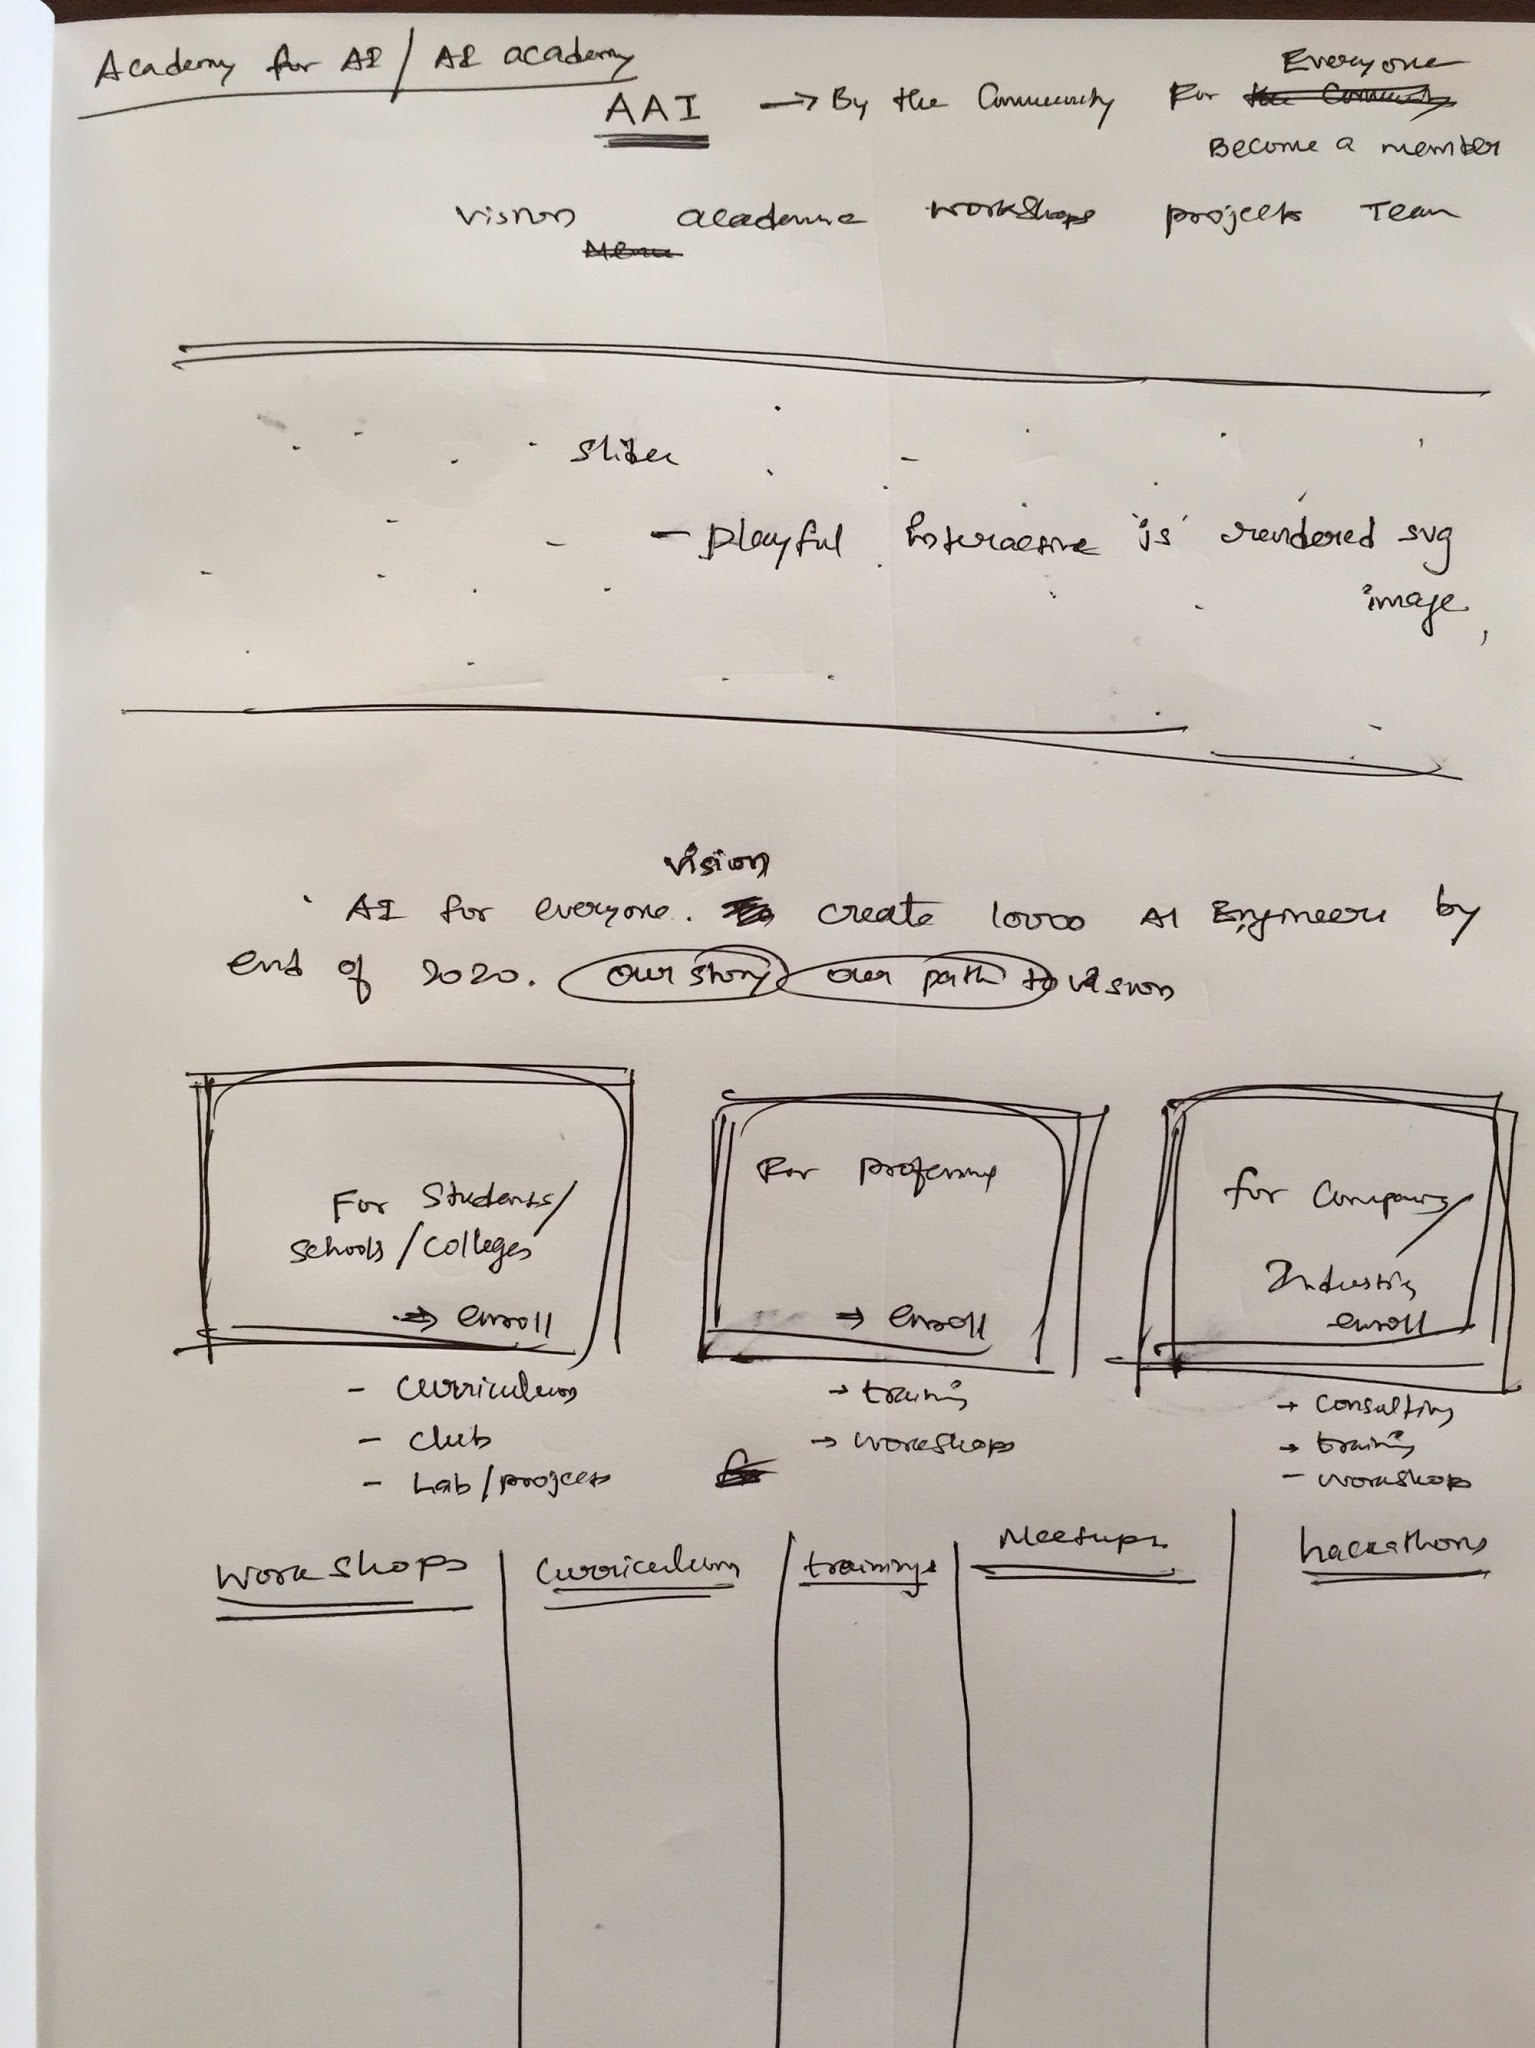 Academy for AI / AI academy
AAI → By the Community For Everyone
Become a member
Vision academic workshops projects Team
Menu
Slider
- Playful Interactive 'js' rendered svg
image
vision
AI for everyone. create 10000 AI Engineers by
end of 2020. our story our path to vision
For Students/
schools / colleges
→ enroll
- curriculum
- club
- Lab / projects
For
→ enroll
→ training
→ workshops
for Company/
Industry
enroll
→ consulting
→ training
- workshop
Workshops
curriculum
trainings
Meetups
hackathons